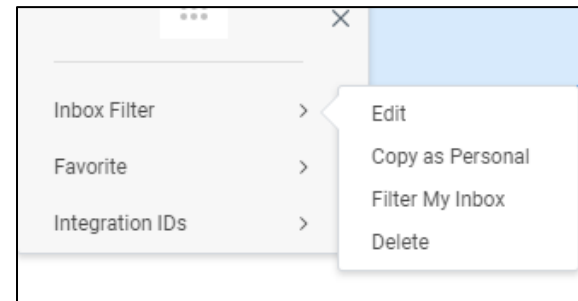 Inbox Filter
Favorite
Integration IDs
Edit
Copy as Personal
Filter My Inbox
Delete